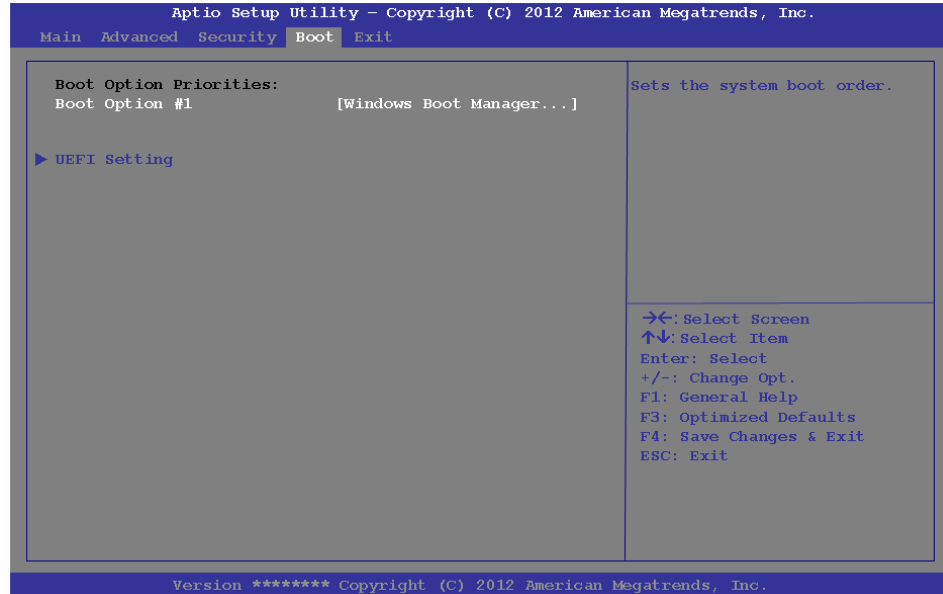 Aptio Setup Utility – Copyright (C) 2012 American Megatrends, Inc.
Main Advanced Security Boot Exit
Boot Option Priorities:
Boot Option #1 [Windows Boot Manager...]
▶ UEFI Setting
Sets the system boot order.
→←:Select Screen
↑↓:Select Item
Enter: Select
+/-: Change Opt.
F1: General Help
F3: Optimized Defaults
F4: Save Changes & Exit
ESC: Exit
Version ******** Copyright (C) 2012 American Megatrends, Inc.